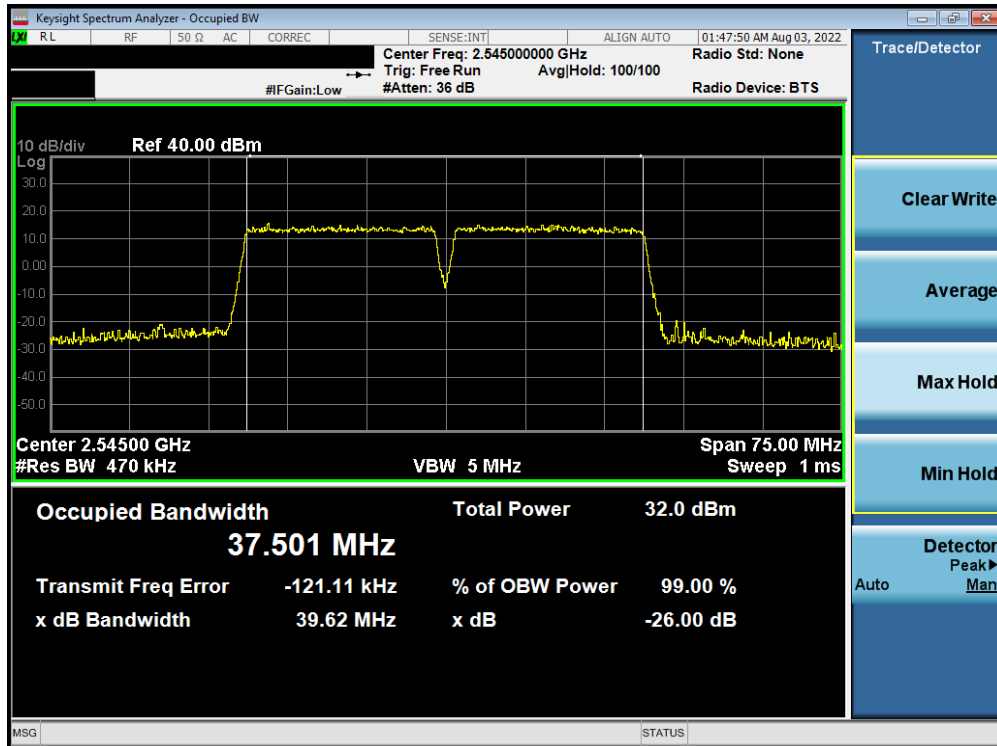 Keysight Spectrum Analyzer - Occupied BW
LXI RL RF 50 Ω AC CORREC SENSE:INT ALIGN AUTO 01:47:50 AM Aug 03, 2022
Center Freq: 2.545000000 GHz Radio Std: None
Trig: Free Run Avg|Hold: 100/100
#IFGain:Low #Atten: 36 dB Radio Device: BTS
Trace/Detector
10 dB/div Ref 40.00 dBm
Log
30.0
20.0
10.0
0.00
-10.0
-20.0
-30.0
-40.0
-50.0
Center 2.54500 GHz Span 75.00 MHz
#Res BW 470 kHz VBW 5 MHz Sweep 1 ms
Occupied Bandwidth Total Power 32.0 dBm
37.501 MHz
Transmit Freq Error -121.11 kHz % of OBW Power 99.00 %
x dB Bandwidth 39.62 MHz x dB -26.00 dB
Clear Write
Average
Max Hold
Min Hold
Detector
Peak▶
Auto Man
MSG STATUS